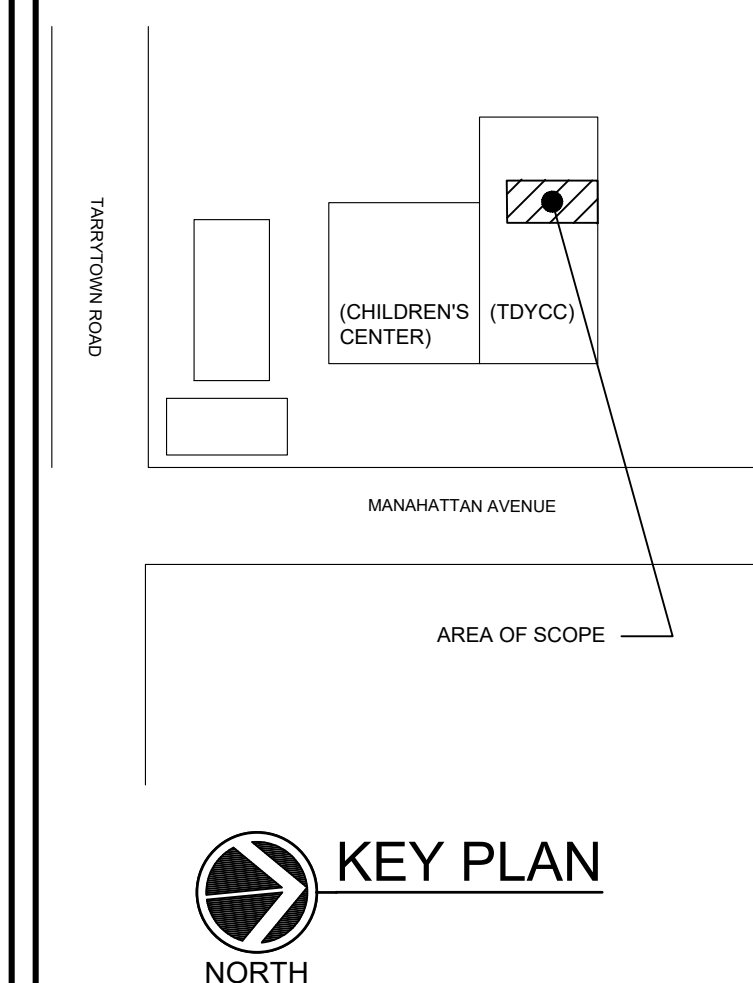 TARRYTOWN ROAD
(CHILDREN'S
CENTER)
(TDYCC)
MANAHATTAN AVENUE
AREA OF SCOPE
KEY PLAN
NORTH